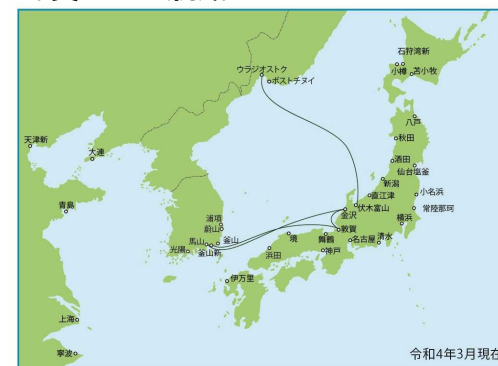 石狩湾新
小樽
苫小牧
ウラジオストク
ボストチヌイ
八戸
秋田
天津新
大連
酒田
仙台塩釜
新潟
直江津
小名浜
青島
伏木富山
常陸那珂
浦項
金沢
蔚山
敦賀
横浜
馬山
釜山
境
舞鶴
名古屋
清水
光陽
釜山新
浜田
神戸
伊万里
上海
寧波
令和4年3月現在